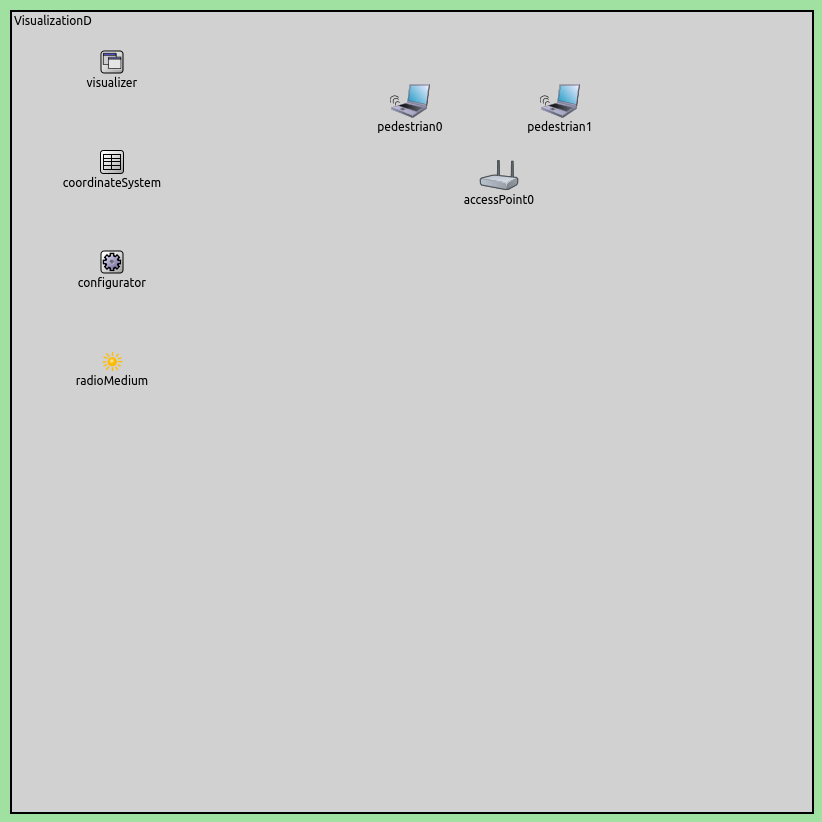 VisualizationD
visualizer
pedestrian0
pedestrian1
coordinateSystem
accessPoint0
configurator
radioMedium